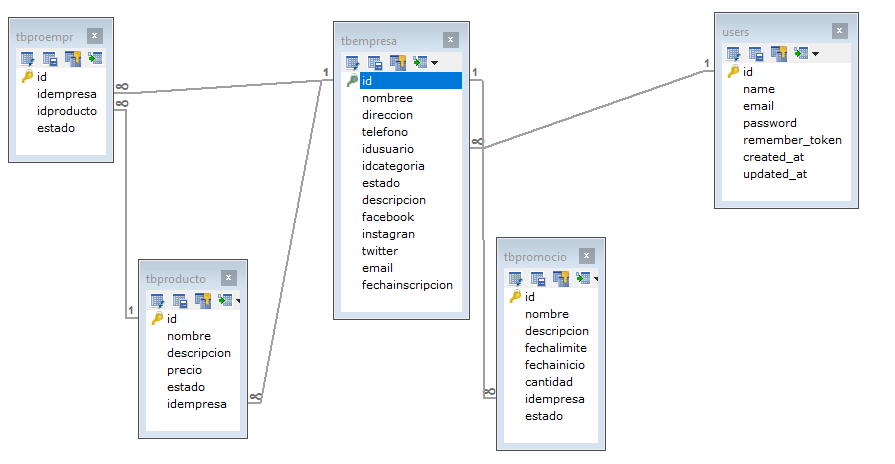 tbproempr
id
idempresa
idproducto
estado
tbempresa
id
nombree
direccion
telefono
idusuario
idcategoria
estado
descripcion
facebook
instagran
twitter
email
fechainscripcion
users
id
name
email
password
remember_token
created_at
updated_at
tbproducto
id
nombre
descripcion
precio
estado
idempresa
tbpromocio
id
nombre
descripcion
fechalimite
fechainicio
cantidad
idempresa
estado
1
1
1
1
∞
∞
∞
∞
∞